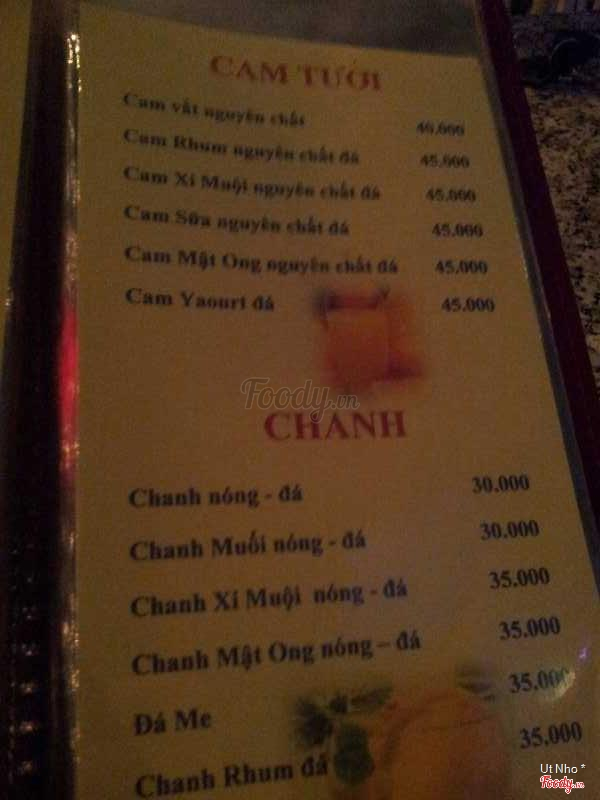 CAM TƯƠI
Cam vắt nguyên chất 40.000
Cam Rhum nguyên chất đá 45.000
Cam Xí Muội nguyên chất đá 45.000
Cam Sữa nguyên chất đá 45.000
Cam Mật Ong nguyên chất đá 45.000
Cam Yaourt đá 45.000
Foody.vn
CHANH
Chanh nóng - đá 30.000
Chanh Muối nóng - đá 30.000
Chanh Xí Muội nóng - đá 35.000
Chanh Mật Ong nóng – đá 35.000
Đá Me 35.000
Chanh Rhum đá 35.000
Ut Nho *
Foody.vn